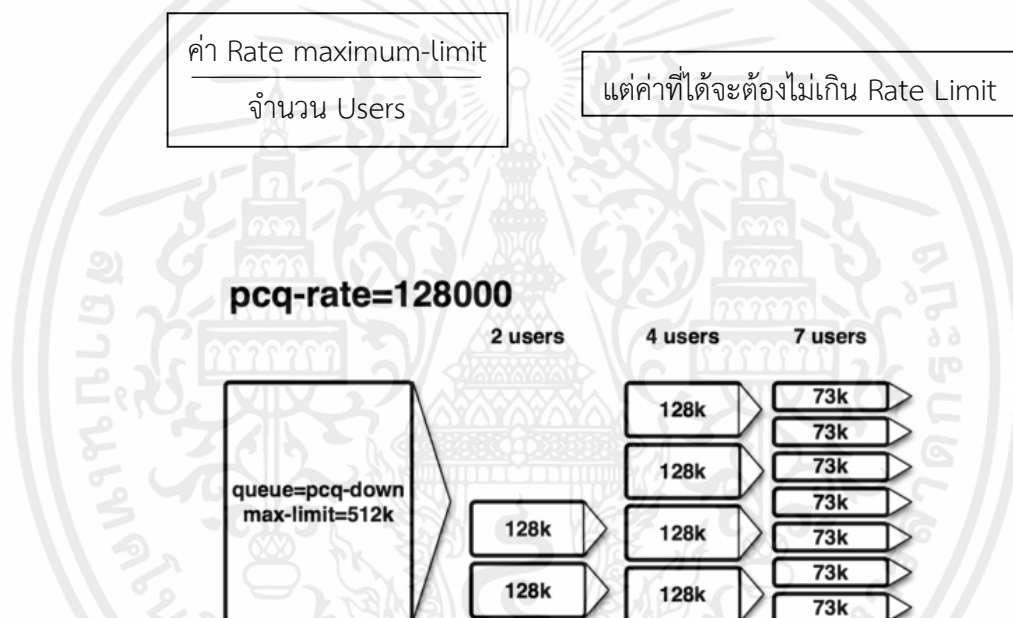 ค่า Rate maximum-limit
จำนวน Users
แต่ค่าที่ได้จะต้องไม่เกิน Rate Limit
pcq-rate=128000
2 users
4 users
7 users
queue=pcq-down
max-limit=512k
128k
128k
128k
128k
128k
128k
73k
73k
73k
73k
73k
73k
73k